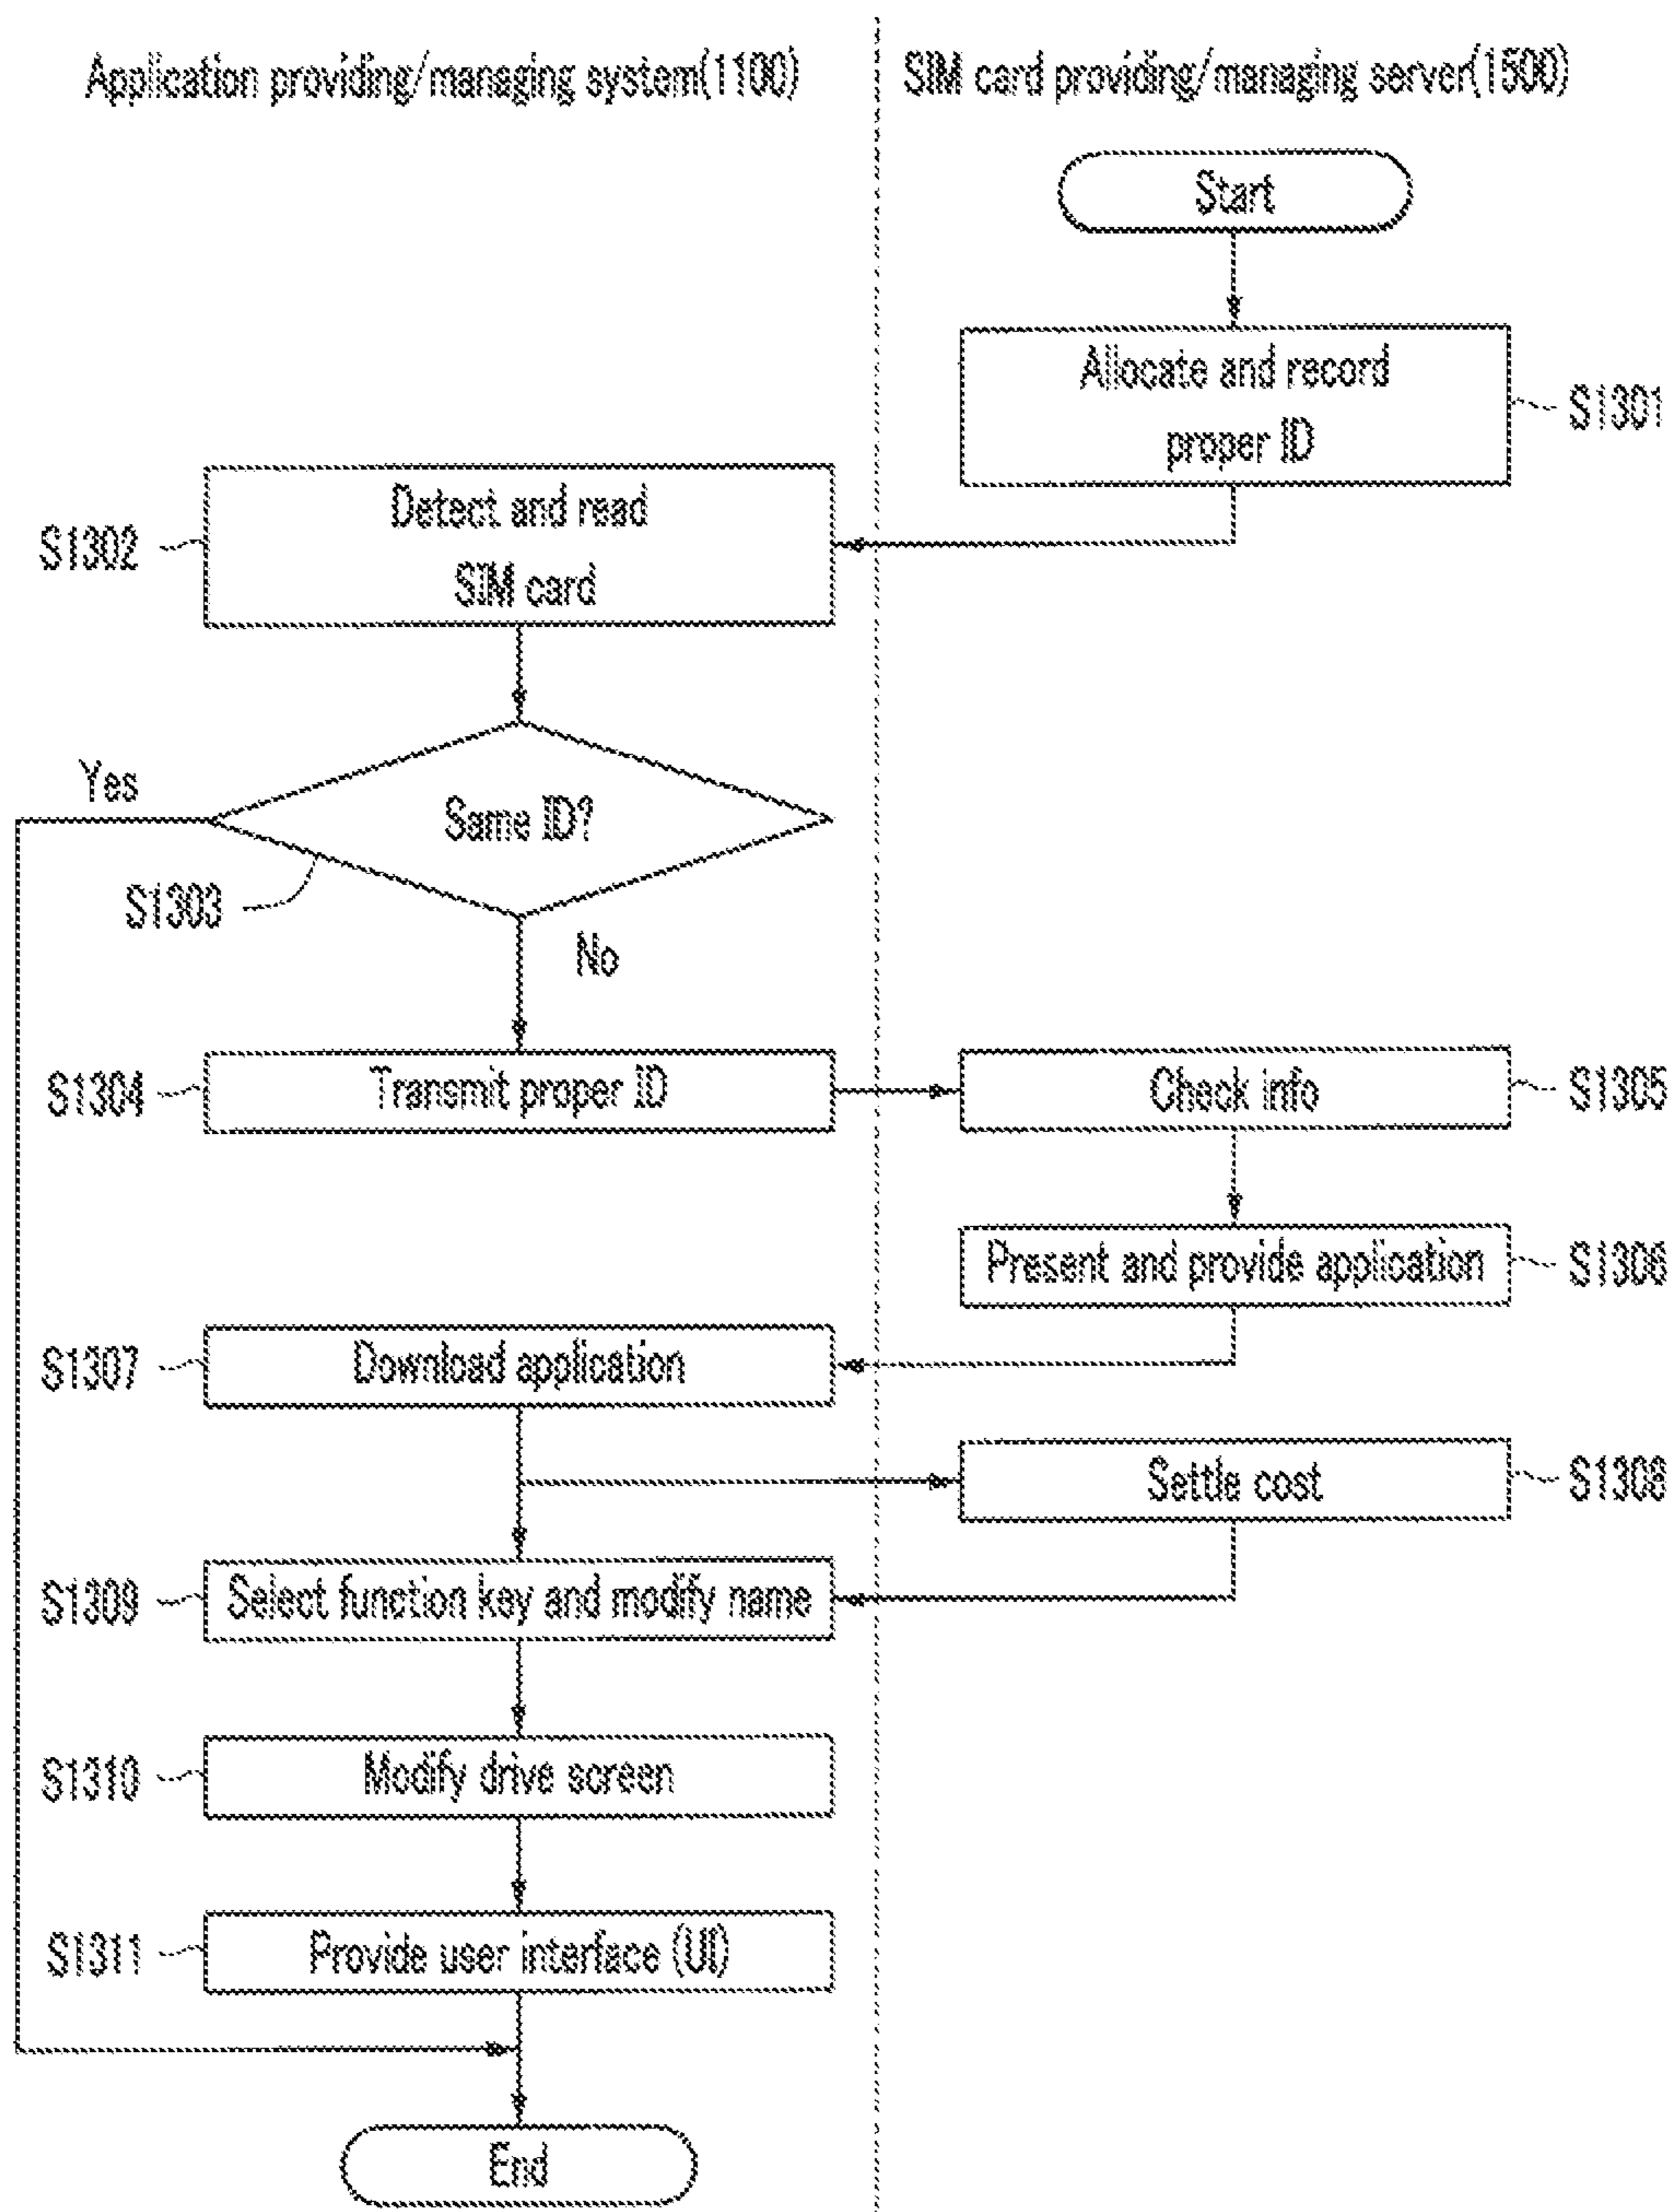 Application providing/managing system(1100)
SIM card providing/managing server(1500)
Start
Allocate and record
proper ID
S1301
Detect and read
SIM card
S1302
Yes
Same ID?
S1303
No
S1304
Transmit proper ID
Check info
S1305
Present and provide application
S1306
S1307
Download application
Settle cost
S1308
S1309
Select function key and modify name
S1310
Modify drive screen
S1311
Provide user interface (UI)
End